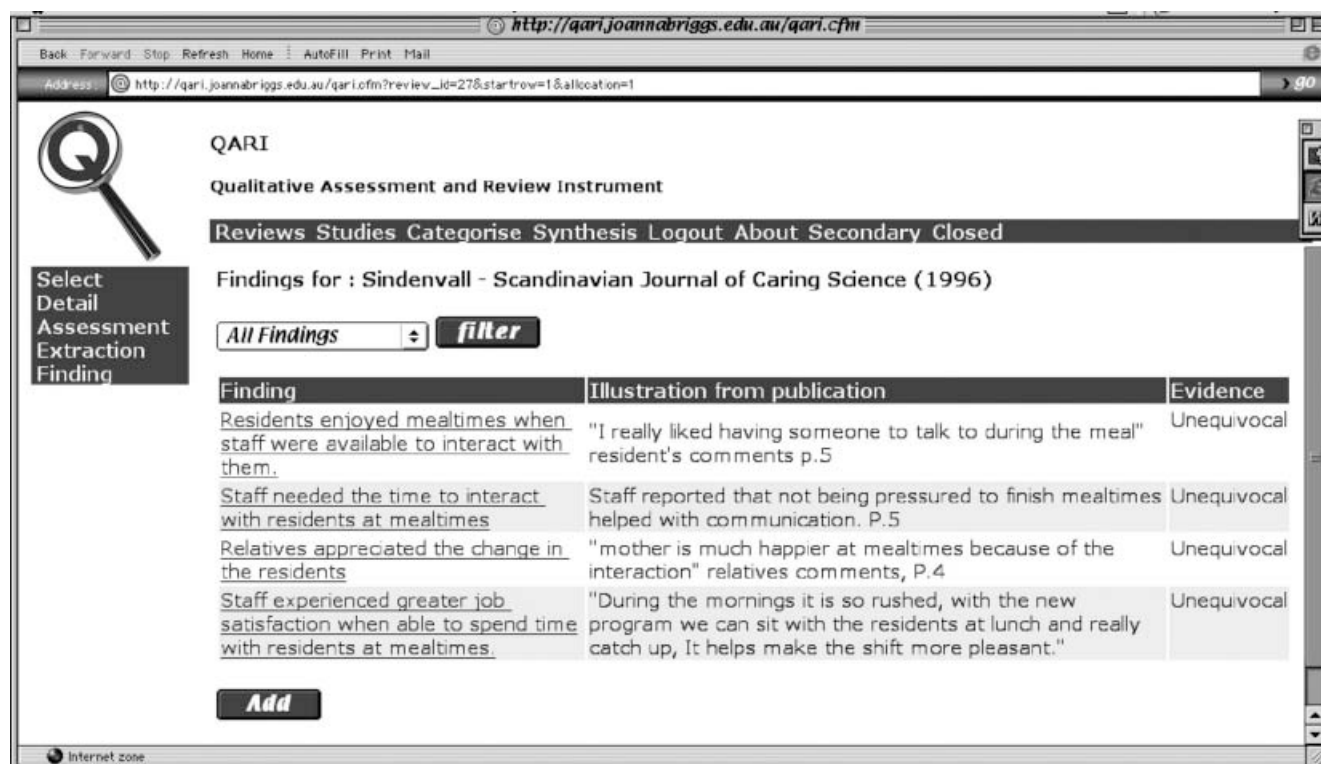 http://qari.joannabriggs.edu.au/qari.cfm
Back Forward Stop Refresh Home AutoFill Print Mail
Address: http://qari.joannabriggs.edu.au/qari.cfm?review_id=27&startrow=1&allocation=1 go
Q
QARI
Qualitative Assessment and Review Instrument
Reviews Studies Categorise Synthesis Logout About Secondary Closed
Select
Detail
Assessment
Extraction
Finding
Findings for : Sindenvall - Scandinavian Journal of Caring Science (1996)
All Findings filter
Finding Illustration from publication Evidence
Residents enjoyed mealtimes when
staff were available to interact with
them.
"I really liked having someone to talk to during the meal"
resident's comments p.5
Unequivocal
Staff needed the time to interact
with residents at mealtimes
Staff reported that not being pressured to finish mealtimes
helped with communication. P.5
Unequivocal
Relatives appreciated the change in
the residents
"mother is much happier at mealtimes because of the
interaction" relatives comments, P.4
Unequivocal
Staff experienced greater job
satisfaction when able to spend time
with residents at mealtimes.
"During the mornings it is so rushed, with the new
program we can sit with the residents at lunch and really
catch up, It helps make the shift more pleasant."
Unequivocal
Add
Internet zone